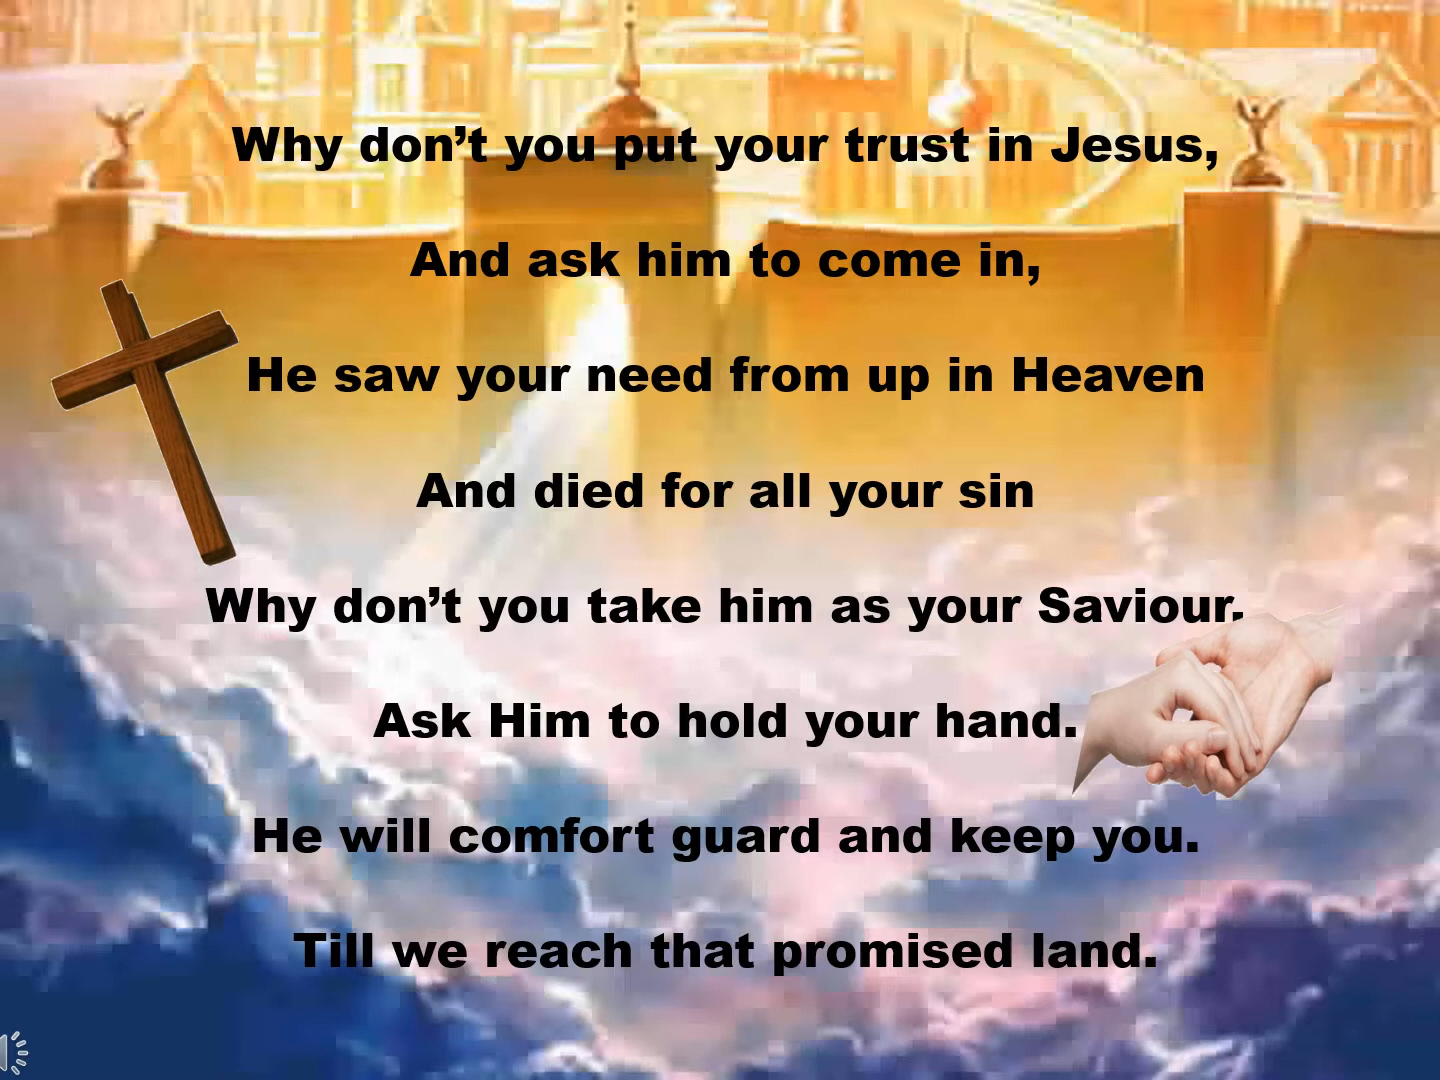 Why don’t you put your trust in Jesus,
And ask him to come in,
He saw your need from up in Heaven
And died for all your sin
Why don’t you take him as your Saviour.
Ask Him to hold your hand.
He will comfort guard and keep you.
Till we reach that promised land.